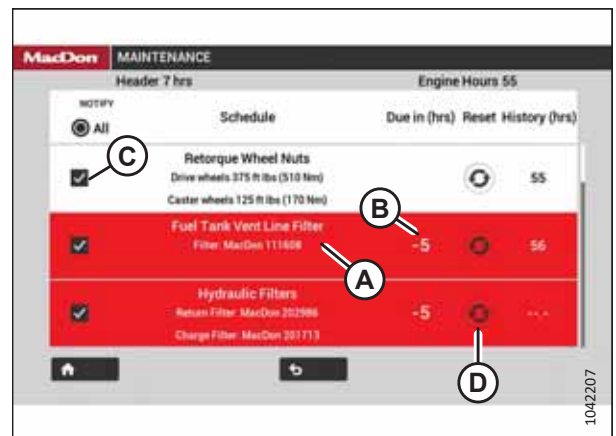 MacDon MAINTENANCE
Header 7 hrs Engine Hours 55
NOTIFY
All
Schedule Due in (hrs) Reset History (hrs)
C
Retorque Wheel Nuts
Drive wheels 375 ft lbs (510 Nm)
Caster wheels 125 ft lbs (170 Nm)
55
B
Fuel Tank Vent Line Filter
Filter: MacDon 111608
-5 56
A
Hydraulic Filters
Return Filter: MacDon 202986
Charge Filter: MacDon 201713
-5 --.-
D
1042207